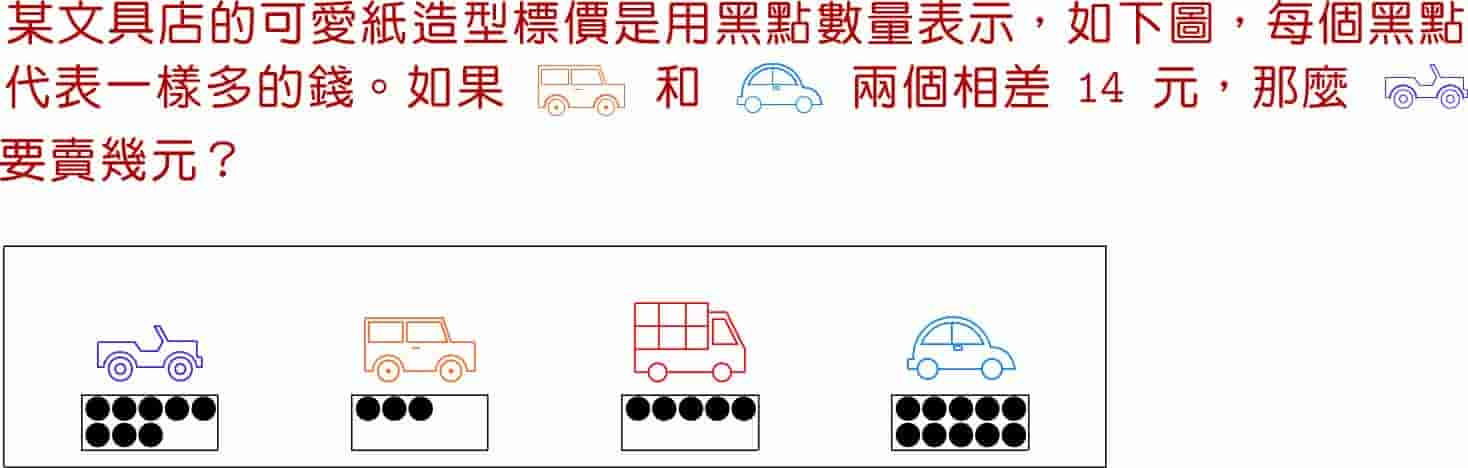 某文具店的可愛紙造型標價是用黑點數量表示，如下圖，每個黑點
代表一樣多的錢。如果 和 兩個相差 14 元，那麼
要賣幾元？